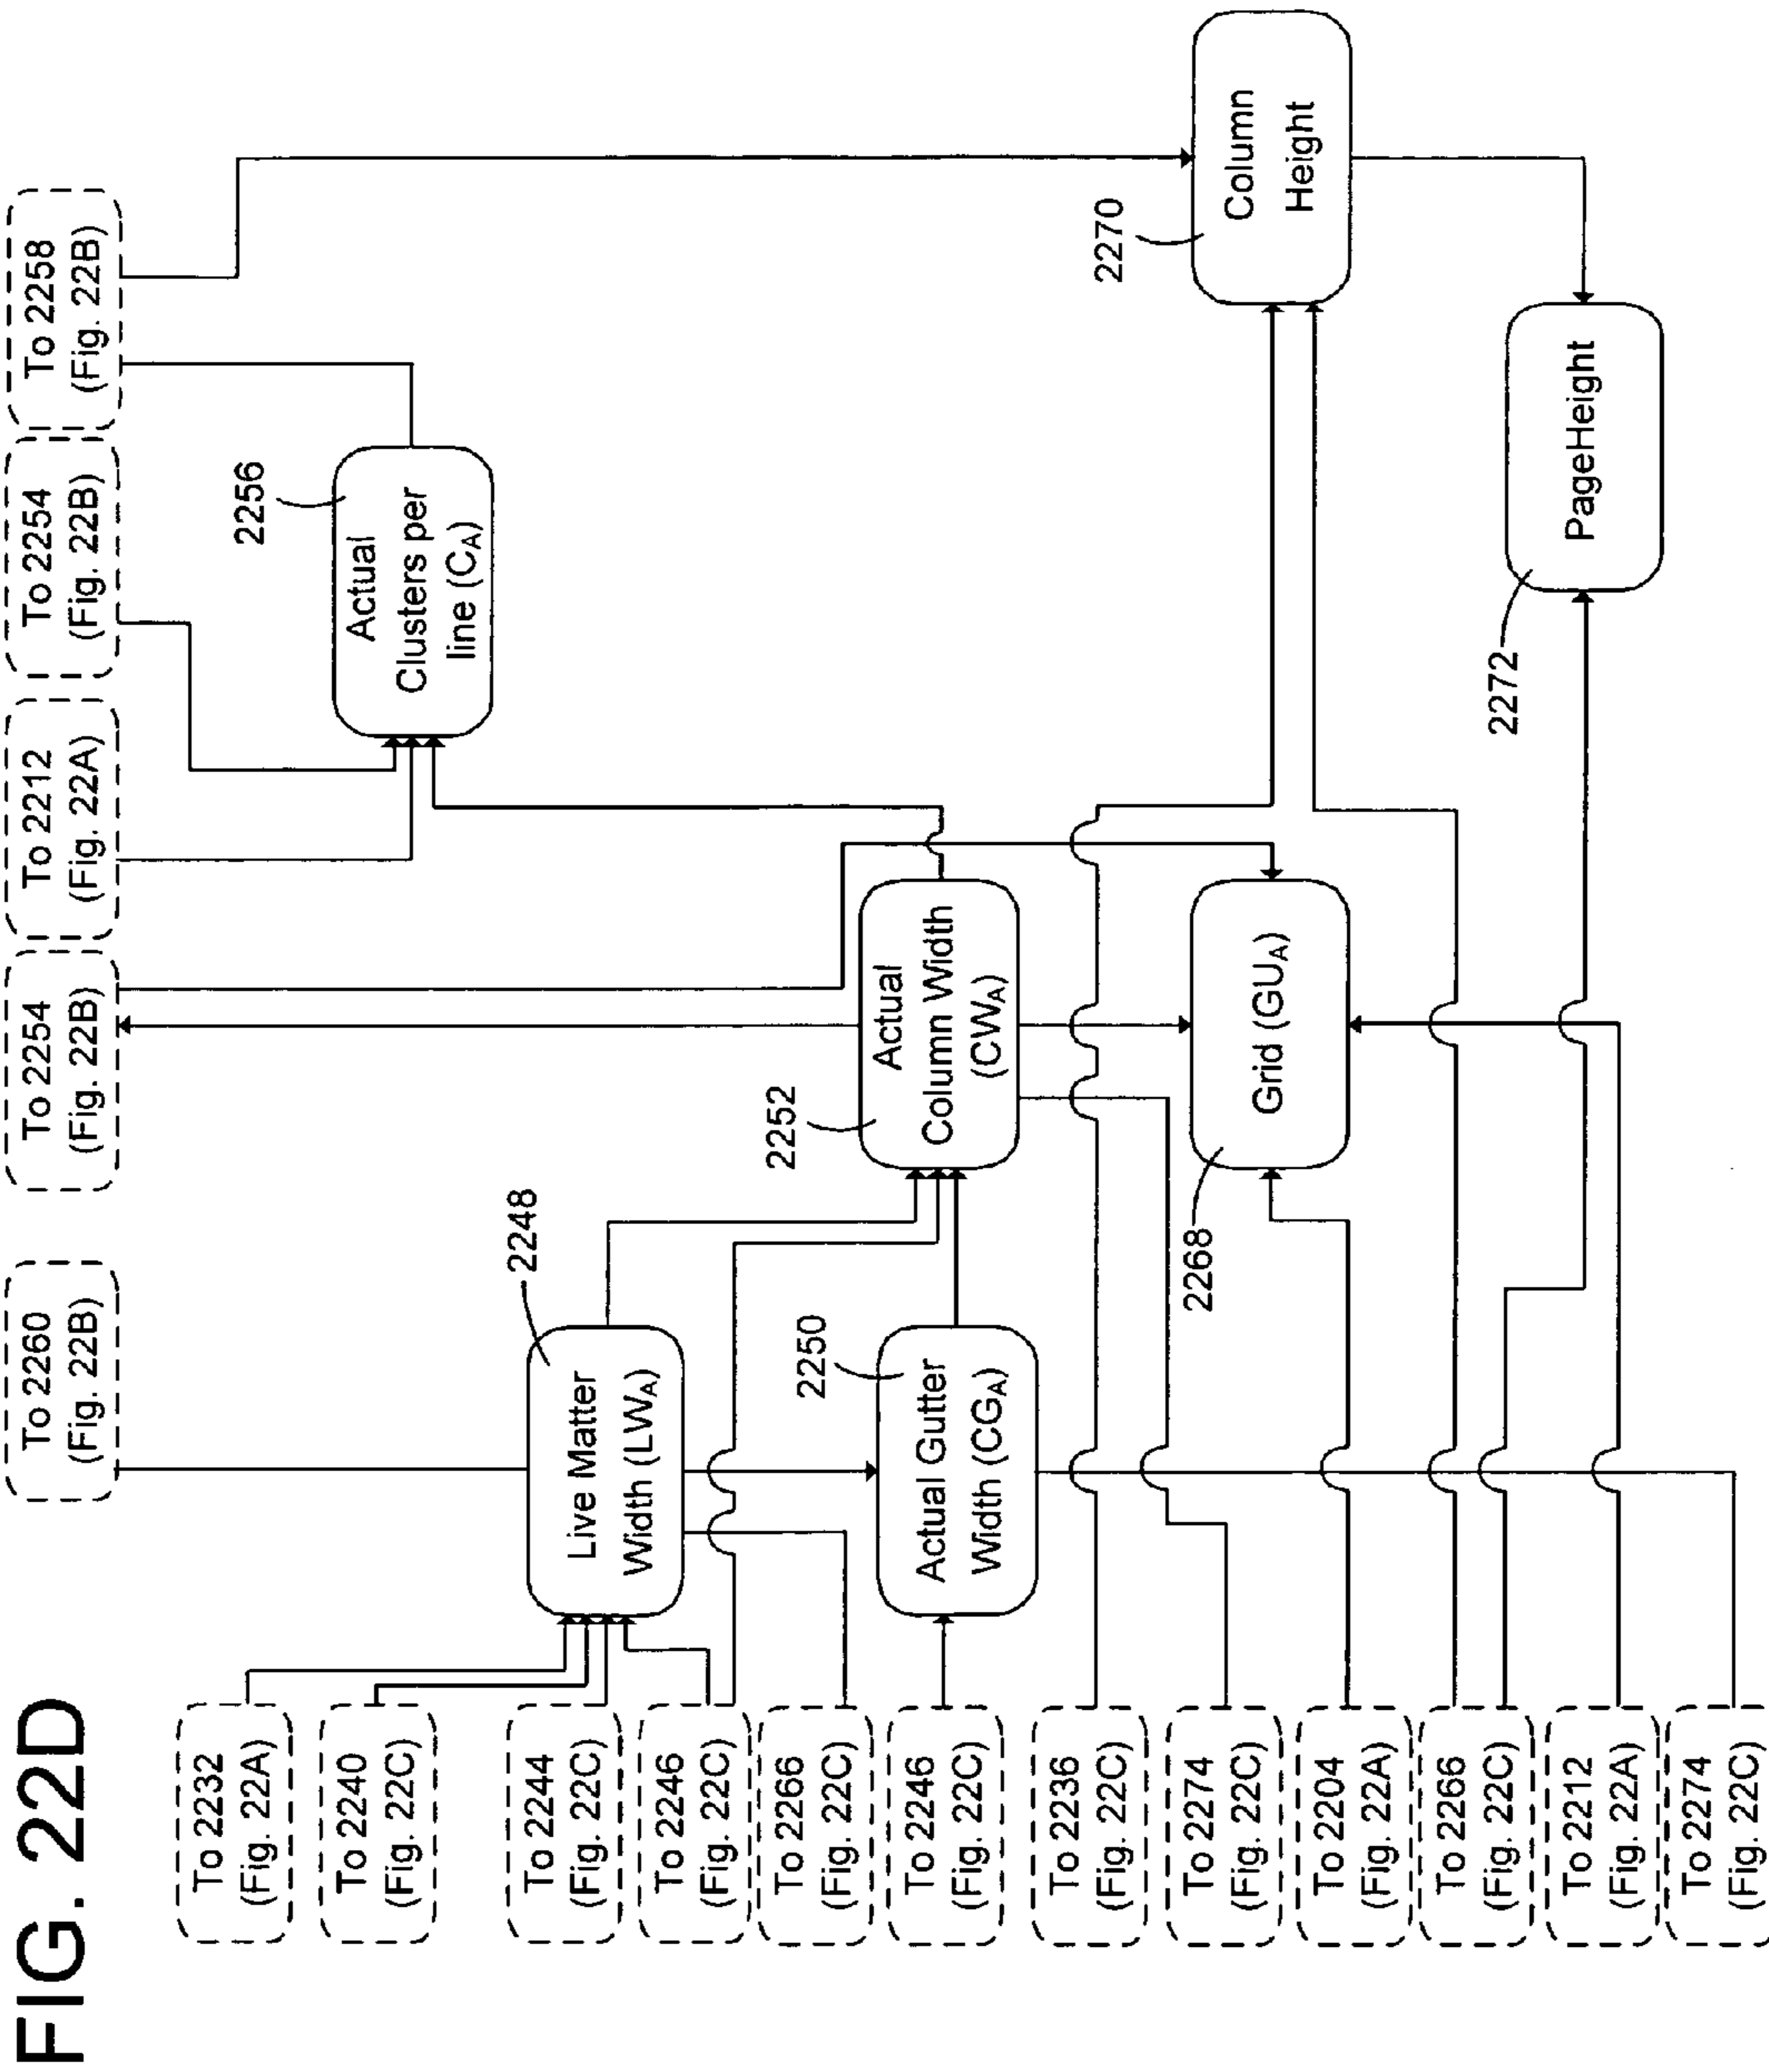 FIG. 22D
To 2260
(Fig. 22B)
To 2254
(Fig. 22B)
To 2212
(Fig. 22A)
To 2254
(Fig. 22B)
To 2258
(Fig. 22B)
To 2232
(Fig. 22A)
To 2240
(Fig. 22C)
To 2244
(Fig. 22C)
To 2246
(Fig. 22C)
To 2266
(Fig. 22C)
To 2246
(Fig. 22C)
To 2236
(Fig. 22C)
To 2274
(Fig. 22C)
To 2204
(Fig. 22A)
To 2266
(Fig. 22C)
To 2212
(Fig. 22A)
To 2274
(Fig. 22C)
2256
Actual
Clusters per
line (CA)
2248
Live Matter
Width (LWA)
2250
Actual Gutter
Width (CGA)
2252
Actual
Column Width
(CWA)
2268
Grid (GUA)
2270
Column
Height
2272
PageHeight